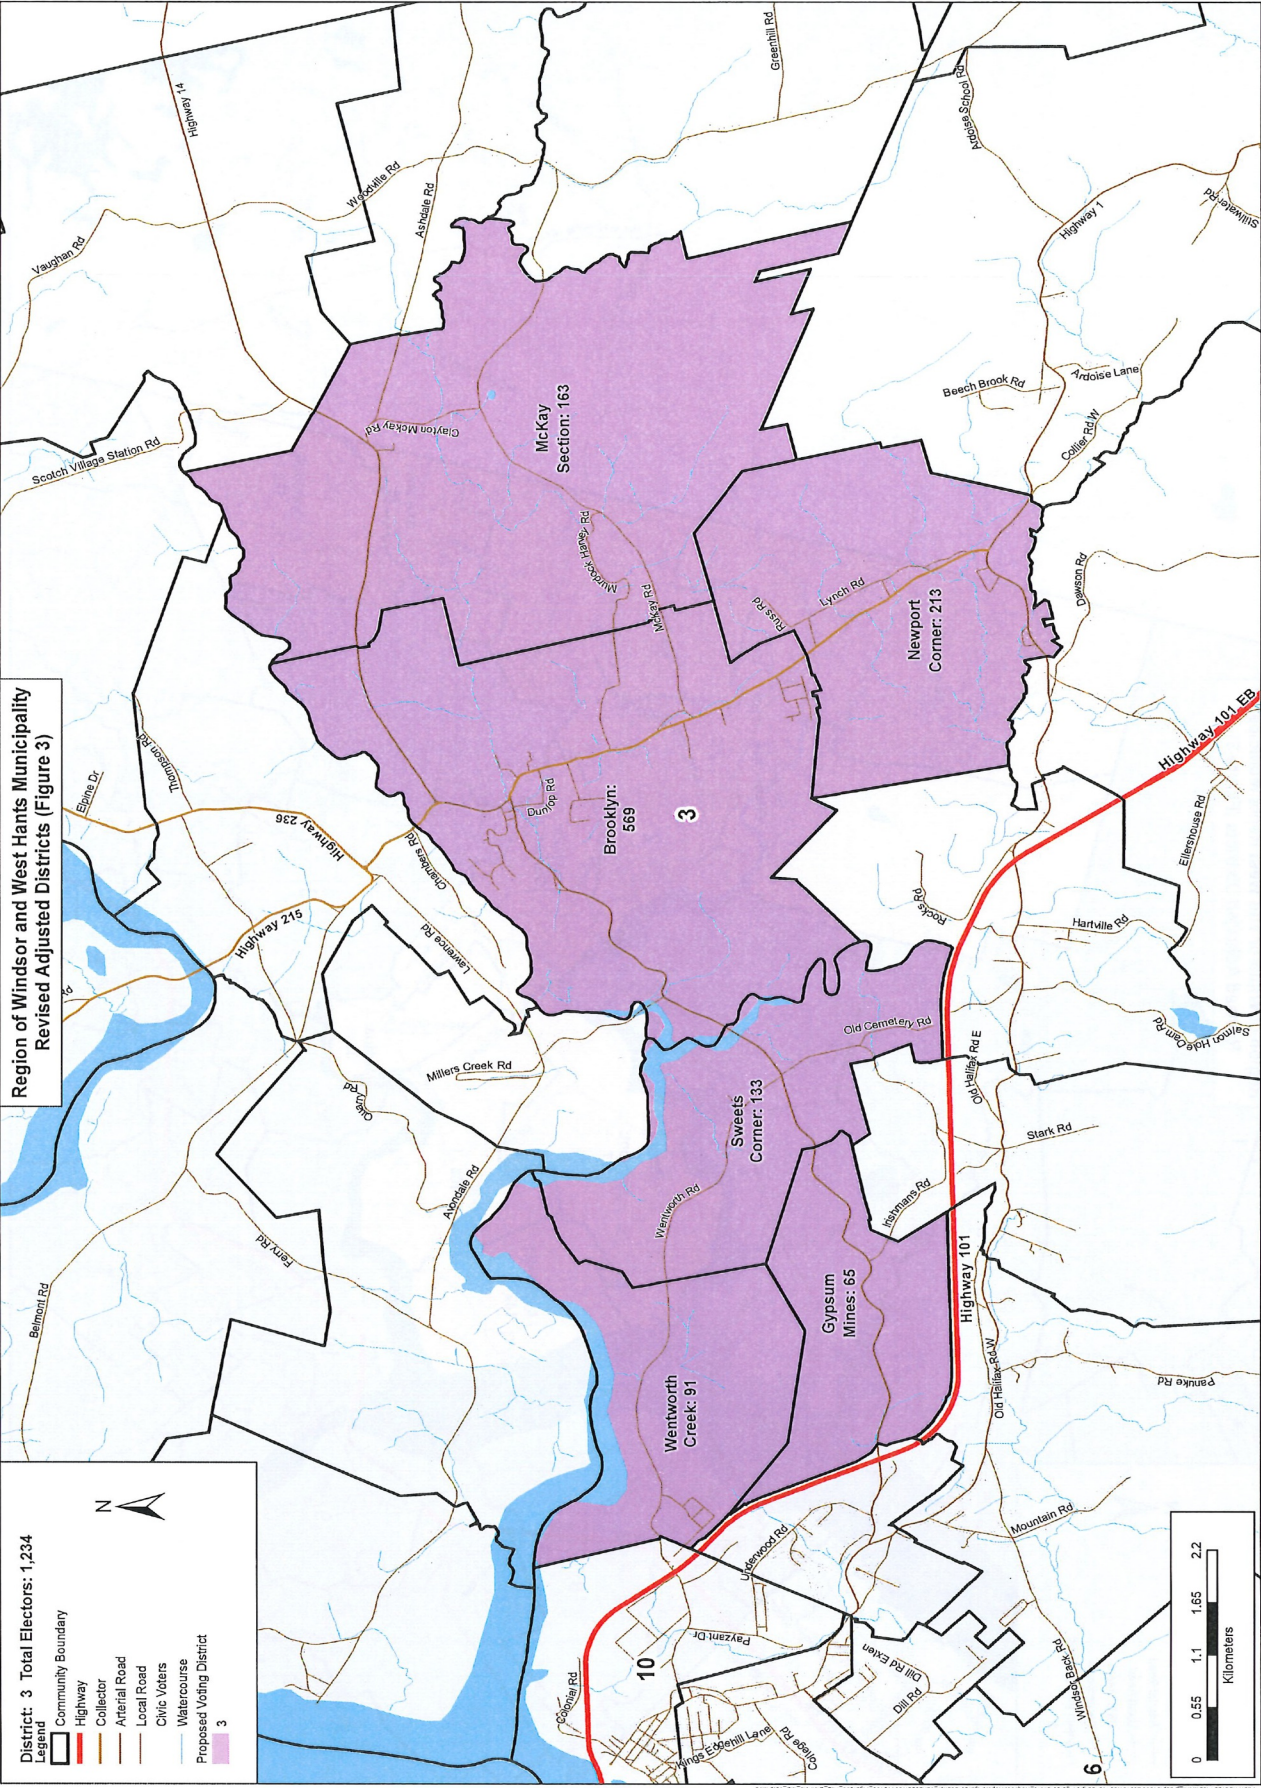 Region of Windsor and West Hants Municipality
Revised Adjusted Districts (Figure 3)
District: 3 Total Electors: 1,234
Legend
Community Boundary
Highway
Collector
Arterial Road
Local Road
Civic Voters
Watercourse
Proposed Voting District
3
N
Belmont Rd
Ferry Rd
Quarry Rd
Avondale Rd
Millers Creek Rd
Rd
Highway 215
Highway 236
Elpine Dr
Thompson Rd
Chambers Rd
Lawrence Rd
Scotch Village Station Rd
Vaughan Rd
Highway 14
Woodville Rd
Ashdale Rd
Greenhill Rd
Clayton Mckay Rd
McKay
Section: 163
Murdock Harvey Rd
McKay Rd
Dunlop Rd
Brooklyn:
569
3
Russ Rd
Lynch Rd
Newport
Corner: 213
Wentworth Rd
Sweets
Corner: 133
Old Cemetery Rd
Wentworth
Creek: 91
Gypsum
Mines: 65
Irishmans Rd
Rocks Rd
Ardoise School Rd
Highway 1
Stillwater Rd
Beech Brook Rd
Ardoise Lane
Collier Rd W
Dawson Rd
Highway 101 EB
Ellershouse Rd
Hartville Rd
Salmon Hole Dam Rd
Old Halifax Rd E
Stark Rd
Highway 101
Old Halifax Rd W
Panuke Rd
Mountain Rd
Windsor Back Rd
Underwood Rd
Payzant Dr
Colonial Rd
10
Dill Rd Exten
Dill Rd
Kings Edgehill Lane
College Rd
6
0 0.55 1.1 1.65 2.2
Kilometers